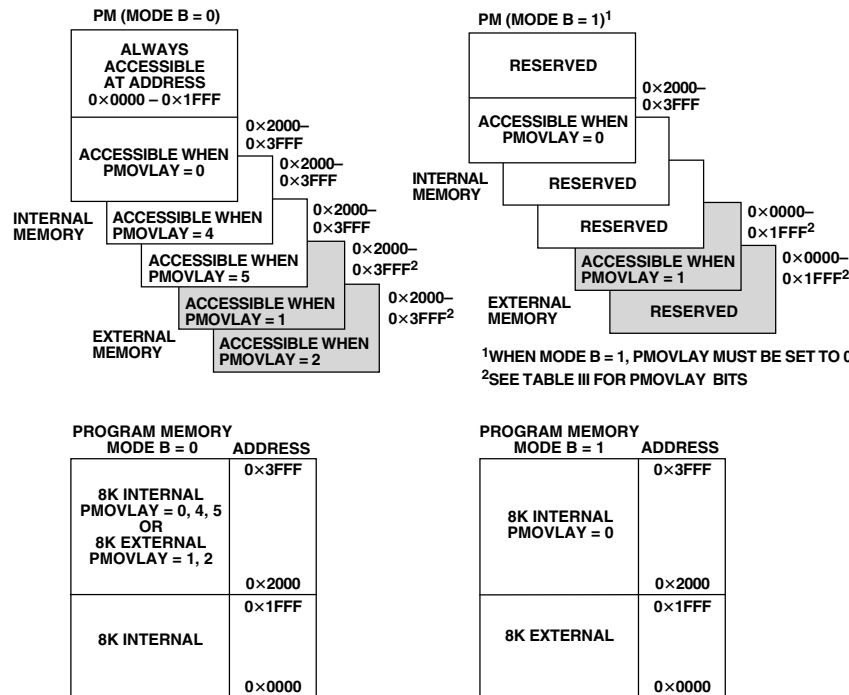 PM (MODE B = 0)
ALWAYS
ACCESSIBLE
AT ADDRESS
0×0000 – 0×1FFF
0×2000–
0×3FFF
ACCESSIBLE WHEN
PMOVLAY = 0
0×2000–
0×3FFF
INTERNAL
MEMORY
ACCESSIBLE WHEN
PMOVLAY = 4
0×2000–
0×3FFF
ACCESSIBLE WHEN
PMOVLAY = 5
0×2000–
0×3FFF2
ACCESSIBLE WHEN
PMOVLAY = 1
0×2000–
0×3FFF2
EXTERNAL
MEMORY
ACCESSIBLE WHEN
PMOVLAY = 2
PM (MODE B = 1)1
RESERVED
0×2000–
0×3FFF
ACCESSIBLE WHEN
PMOVLAY = 0
INTERNAL
MEMORY
RESERVED
RESERVED
0×0000–
0×1FFF2
ACCESSIBLE WHEN
PMOVLAY = 1
0×0000–
0×1FFF2
EXTERNAL
MEMORY
RESERVED
1WHEN MODE B = 1, PMOVLAY MUST BE SET TO 0
2SEE TABLE III FOR PMOVLAY BITS
PROGRAM MEMORY
MODE B = 0 ADDRESS
0×3FFF
8K INTERNAL
PMOVLAY = 0, 4, 5
OR
8K EXTERNAL
PMOVLAY = 1, 2
0×2000
0×1FFF
8K INTERNAL
0×0000
PROGRAM MEMORY
MODE B = 1 ADDRESS
0×3FFF
8K INTERNAL
PMOVLAY = 0
0×2000
0×1FFF
8K EXTERNAL
0×0000